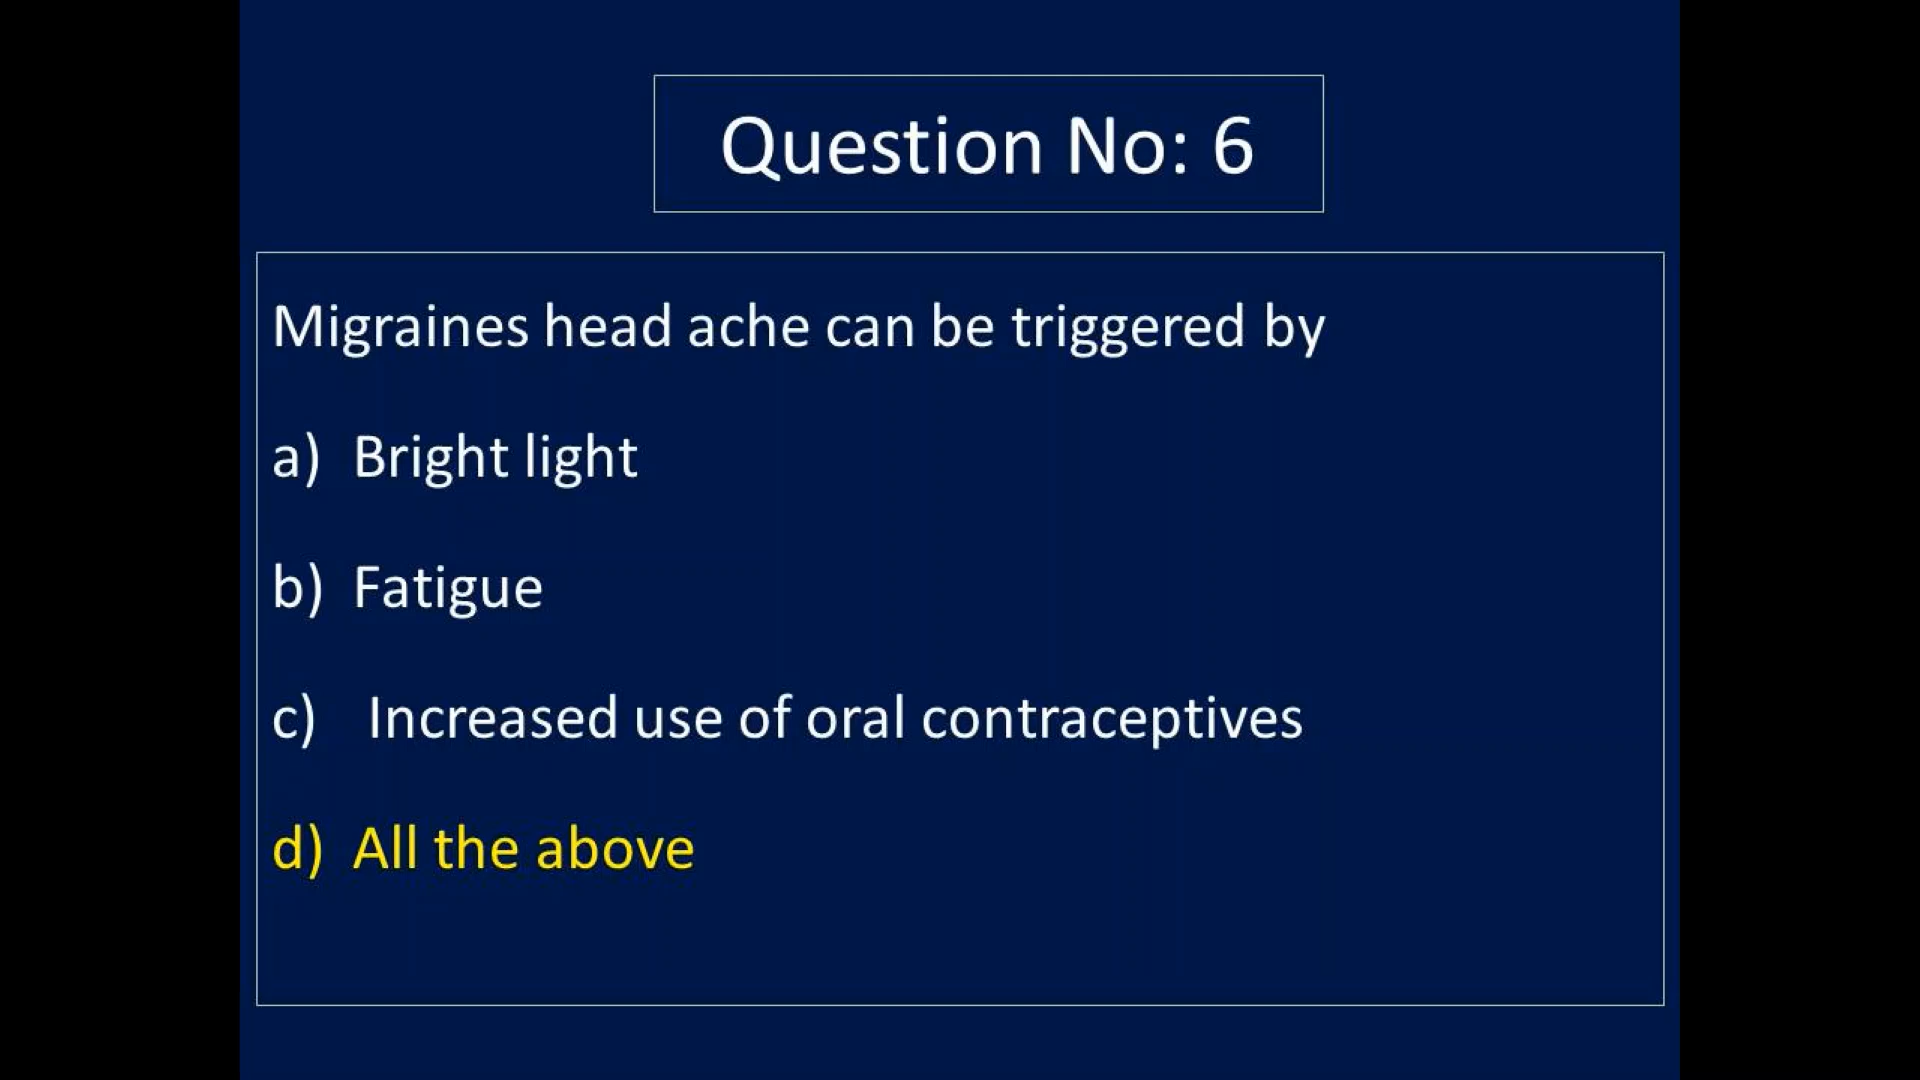 Question No: 6
Migraines head ache can be triggered by
a) Bright light
b) Fatigue
c) Increased use of oral contraceptives
d) All the above